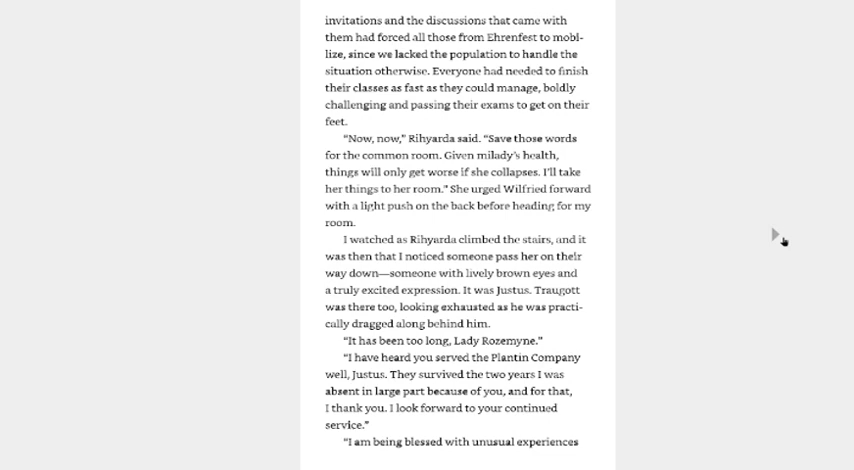 invitations and the discussions that came with
them had forced all those from Ehrenfest to mobi-
lize, since we lacked the population to handle the
situation otherwise. Everyone had needed to finish
their classes as fast as they could manage, boldly
challenging and passing their exams to get on their
feet.
“Now, now,” Rihyarda said. “Save those words
for the common room. Given milady’s health,
things will only get worse if she collapses. I’ll take
her things to her room.” She urged Wilfried forward
with a light push on the back before heading for my
room.
I watched as Rihyarda climbed the stairs, and it
was then that I noticed someone pass her on their
way down—someone with lively brown eyes and
a truly excited expression. It was Justus. Traugott
was there too, looking exhausted as he was practi-
cally dragged along behind him.
“It has been too long, Lady Rozemyne.”
“I have heard you served the Plantin Company
well, Justus. They survived the two years I was
absent in large part because of you, and for that,
I thank you. I look forward to your continued
service.”
“I am being blessed with unusual experiences